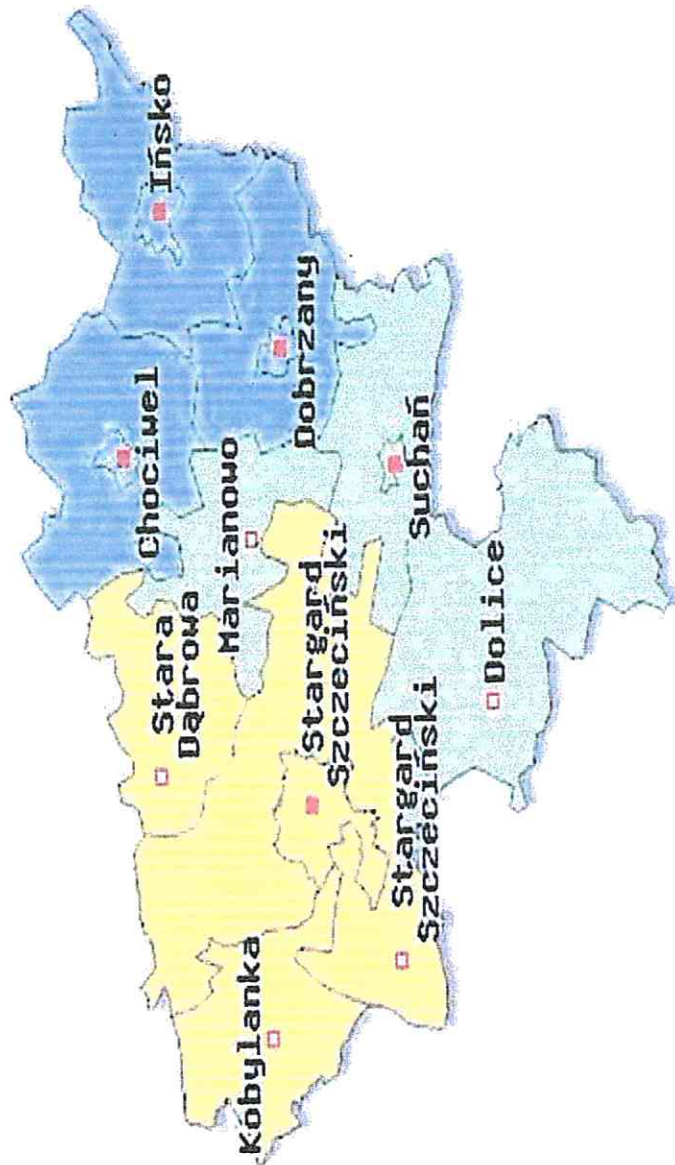 Ińsko
Chociwel
Dobrzany
Marianowo
Stara
Dąbrowa
Suchań
Stargard
Szczeciński
Dolice
Stargard
Szczeciński
Kobylanka